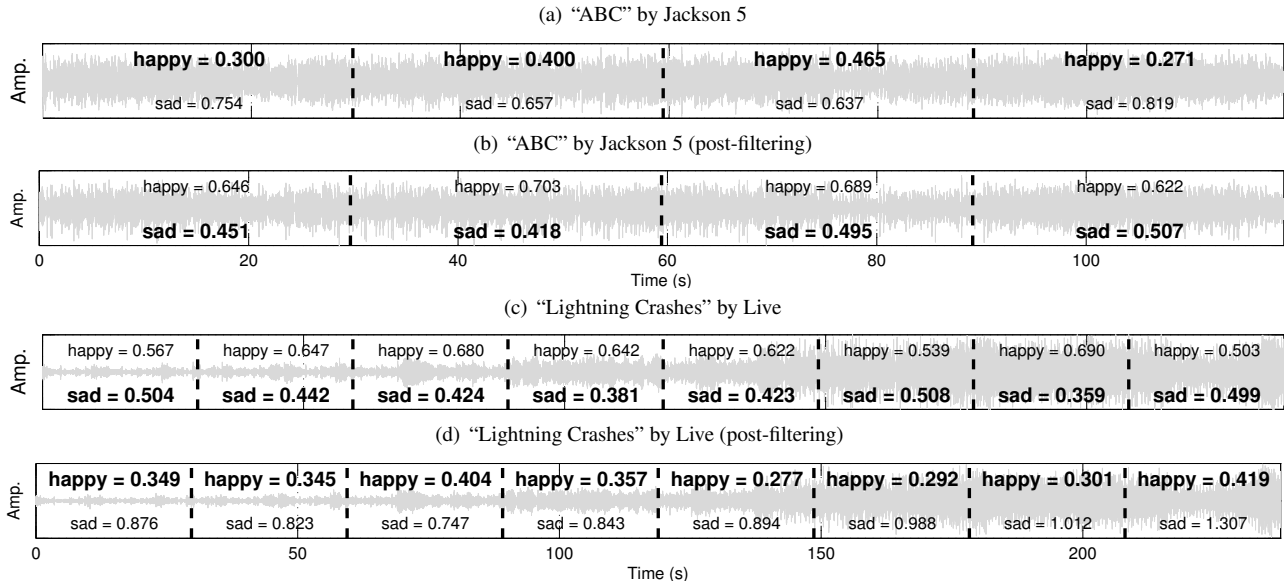 (a) “ABC” by Jackson 5
Amp.
happy = 0.300 happy = 0.400 happy = 0.465 happy = 0.271
sad = 0.754 sad = 0.657 sad = 0.637 sad = 0.819
(b) “ABC” by Jackson 5 (post-filtering)
Amp.
happy = 0.646 happy = 0.703 happy = 0.689 happy = 0.622
sad = 0.451 sad = 0.418 sad = 0.495 sad = 0.507
0 20 40 60 80 100
Time (s)
(c) “Lightning Crashes” by Live
Amp.
happy = 0.567 happy = 0.647 happy = 0.680 happy = 0.642 happy = 0.622 happy = 0.539 happy = 0.690 happy = 0.503
sad = 0.504 sad = 0.442 sad = 0.424 sad = 0.381 sad = 0.423 sad = 0.508 sad = 0.359 sad = 0.499
(d) “Lightning Crashes” by Live (post-filtering)
Amp.
happy = 0.349 happy = 0.345 happy = 0.404 happy = 0.357 happy = 0.277 happy = 0.292 happy = 0.301 happy = 0.419
sad = 0.876 sad = 0.823 sad = 0.747 sad = 0.843 sad = 0.894 sad = 0.988 sad = 1.012 sad = 1.307
0 50 100 150 200
Time (s)